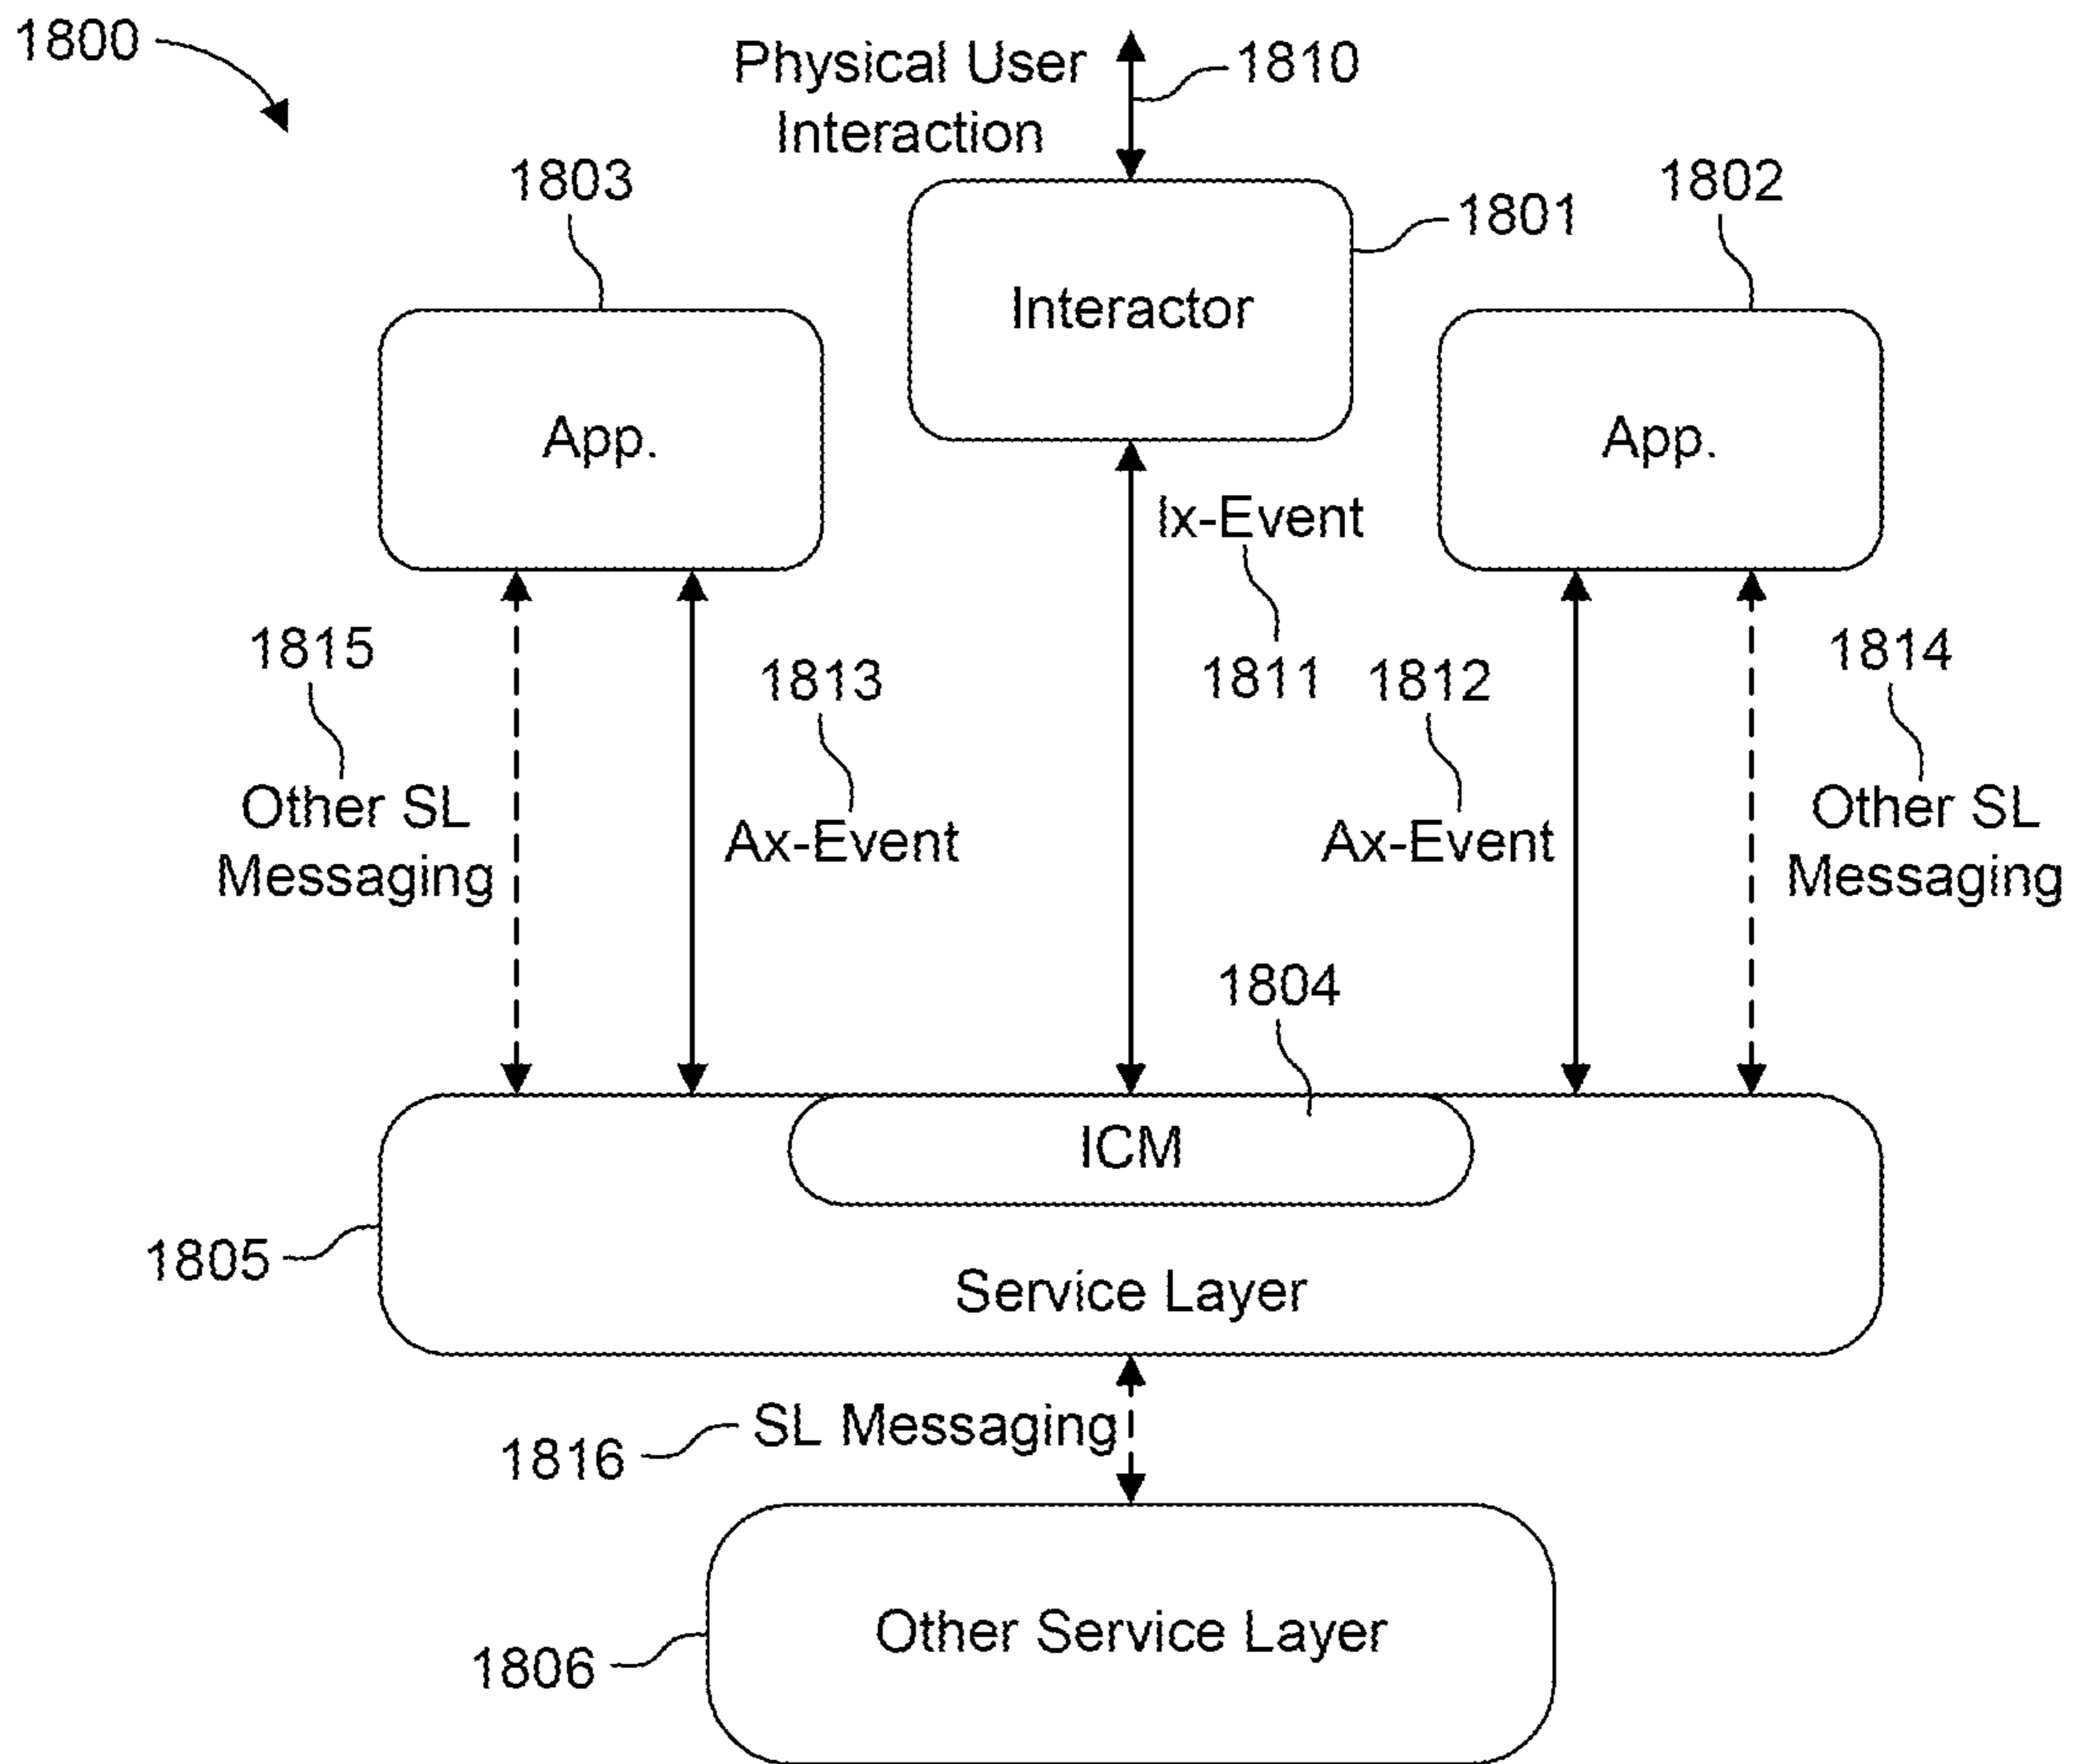 1800
Physical User
Interaction
1810
1803
1801
1802
Interactor
App.
App.
Ix-Event
1815
1813
1811
1812
1814
Other SL
Messaging
Ax-Event
Ax-Event
Other SL
Messaging
1804
ICM
1805
Service Layer
SL Messaging
1816
Other Service Layer
1806